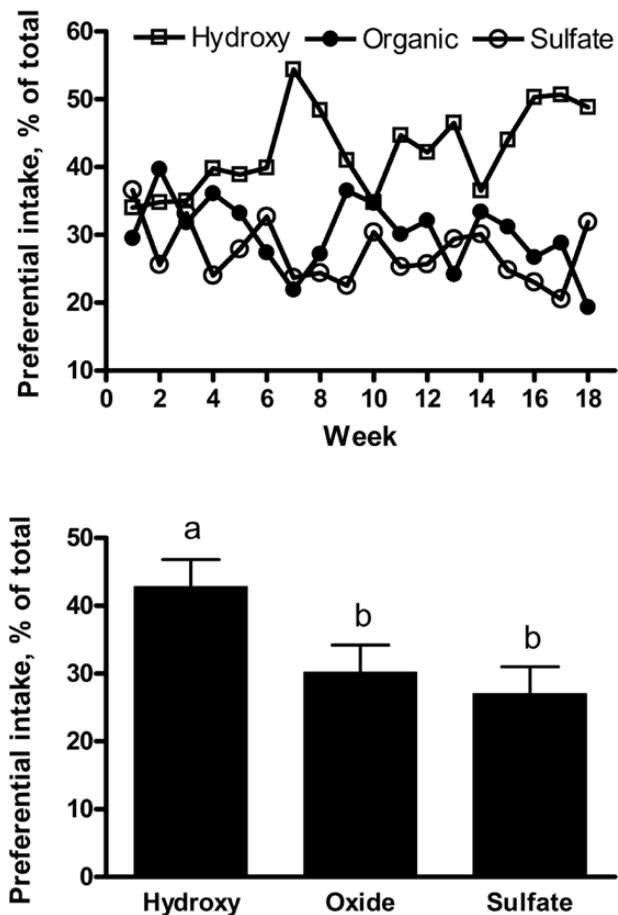 Hydroxy Organic Sulfate
Preferential intake, % of total
60
50
40
30
20
10
0 2 4 6 8 10 12 14 16 18
Week
Preferential intake, % of total
50
40
30
20
10
0
a
b
b
Hydroxy Oxide Sulfate